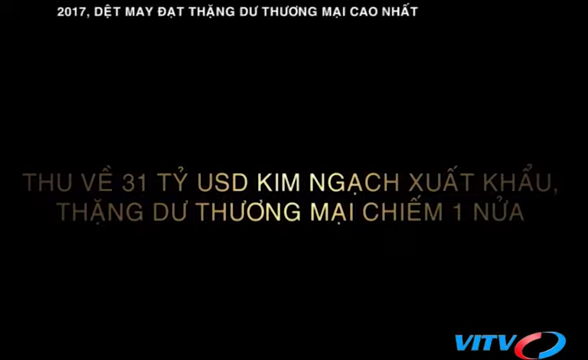 2017, DỆT MAY ĐẠT THẶNG DƯ THƯƠNG MẠI CAO NHẤT
THU VỀ 31 TỶ USD KIM NGẠCH XUẤT KHẨU,
THẶNG DƯ THƯƠNG MẠI CHIẾM 1 NỬA
VITV